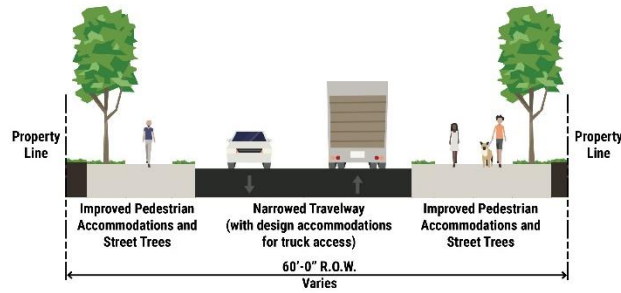 Property
Line
Property
Line
Improved Pedestrian
Accommodations and
Street Trees
Narrowed Travelway
(with design accommodations
for truck access)
Improved Pedestrian
Accommodations and
Street Trees
60'-0" R.O.W.
Varies